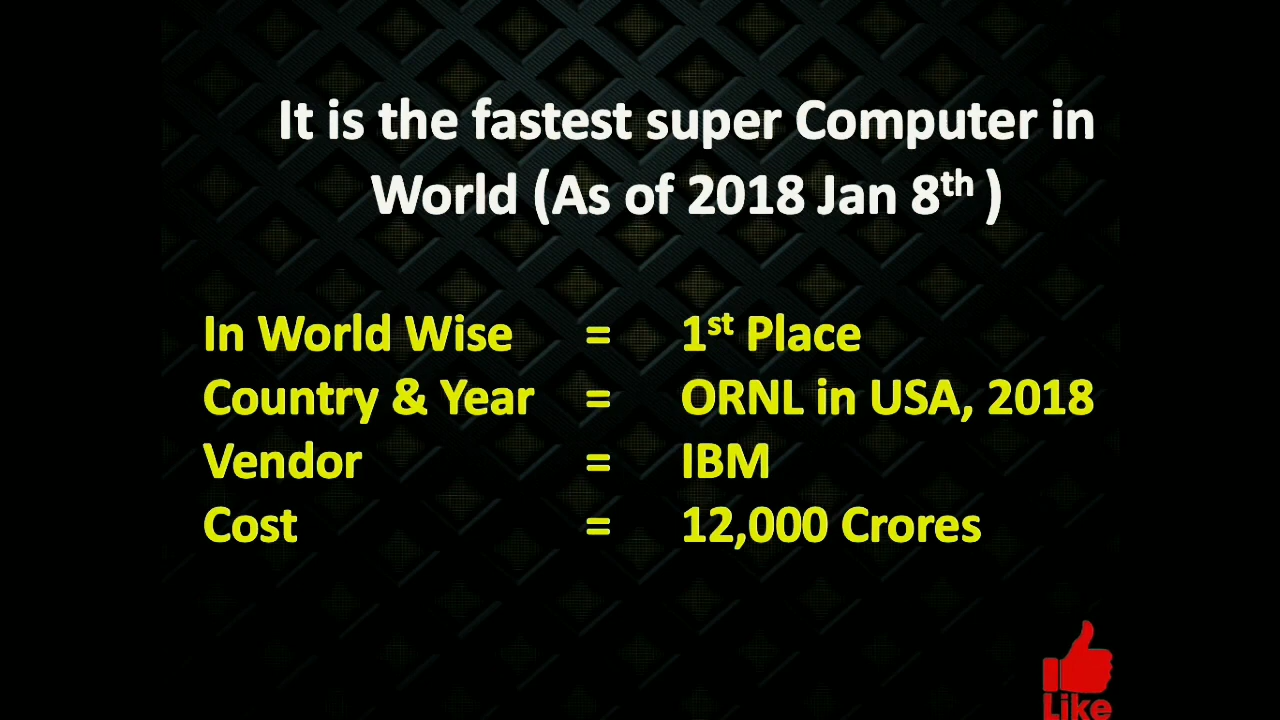 It is the fastest super Computer in
World (As of 2018 Jan 8th )
In World Wise = 1st Place
Country & Year = ORNL in USA, 2018
Vendor = IBM
Cost = 12,000 Crores
Like